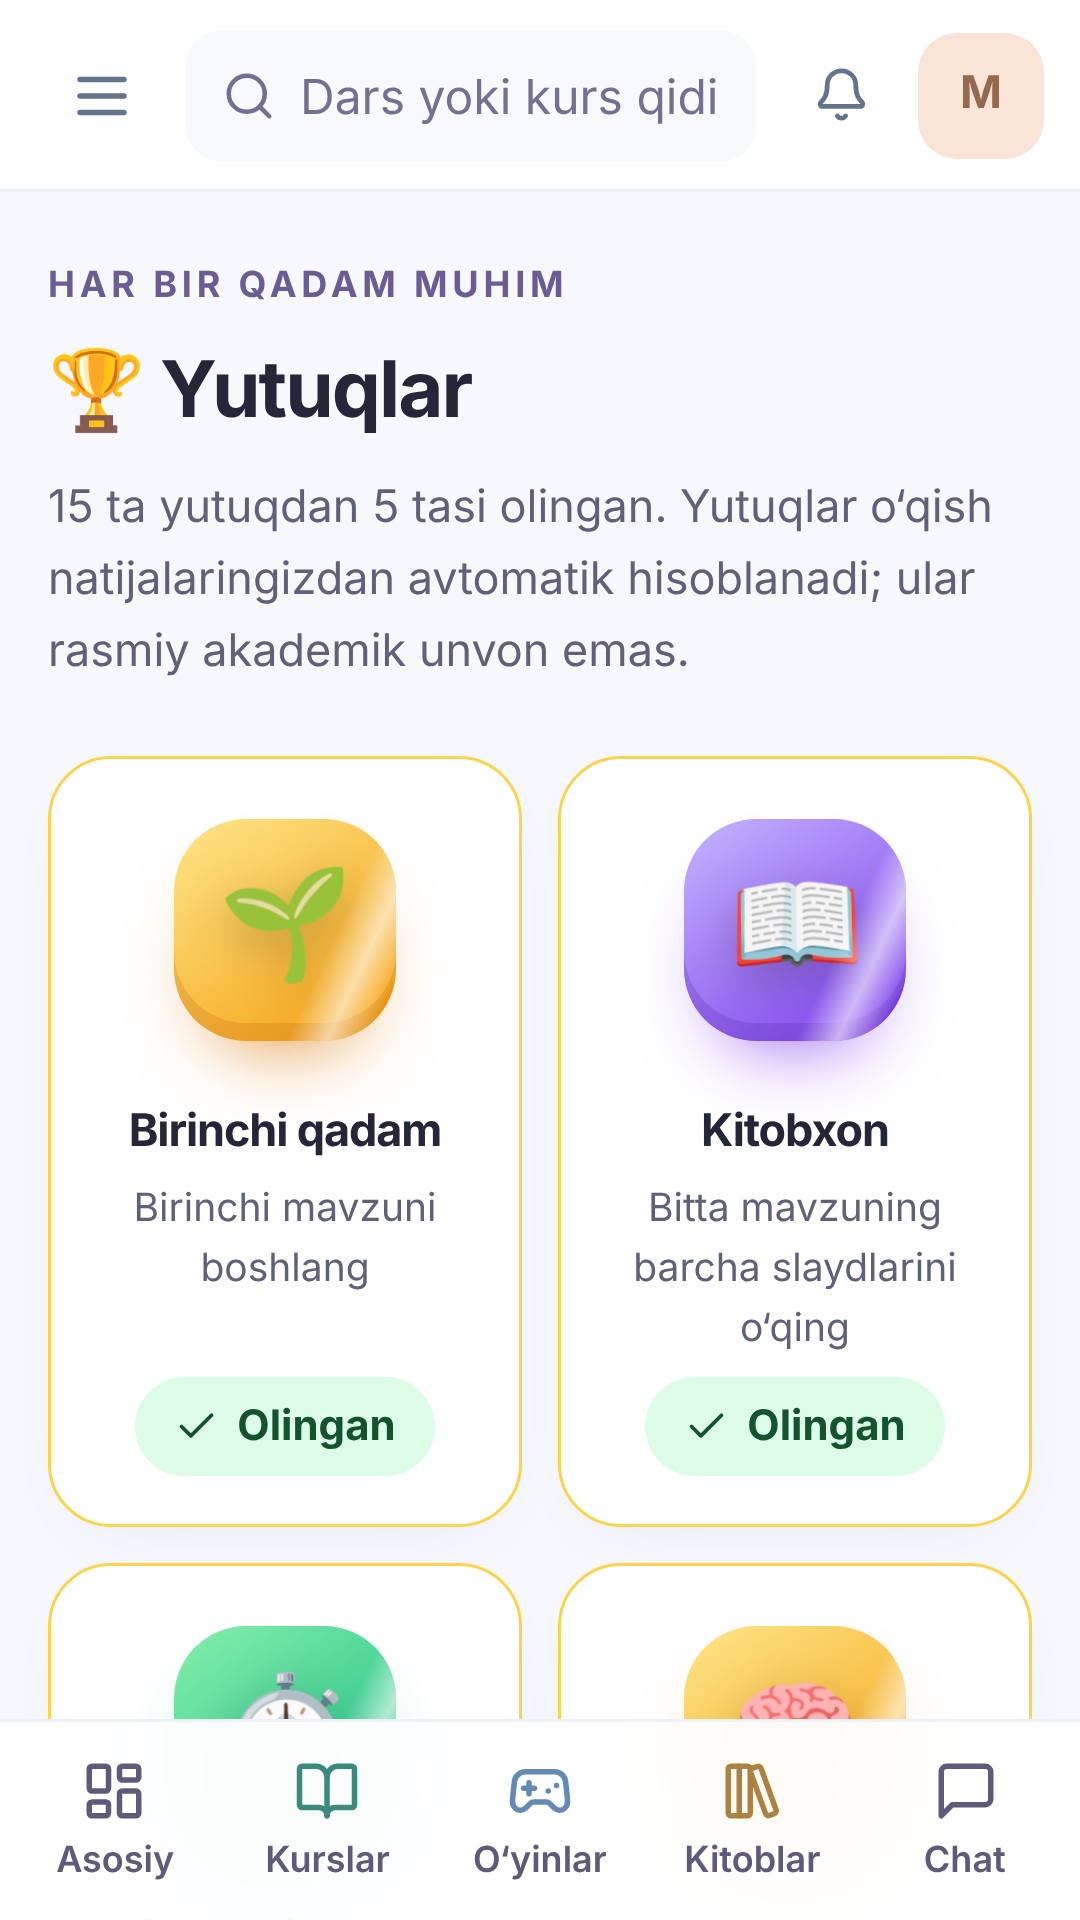 Dars yoki kurs qidi
M
HAR BIR QADAM MUHIM
Yutuqlar
15 ta yutuqdan 5 tasi olingan. Yutuqlar o‘qish
natijalaringizdan avtomatik hisoblanadi; ular
rasmiy akademik unvon emas.
Birinchi qadam
Birinchi mavzuni
boshlang
Olingan
Kitobxon
Bitta mavzuning
barcha slaydlarini
o‘qing
Olingan
Asosiy
Kurslar
O‘yinlar
Kitoblar
Chat